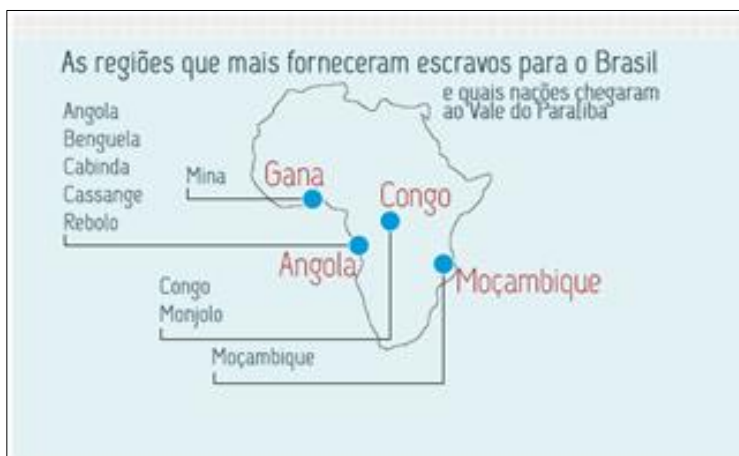 As regiões que mais forneceram escravos para o Brasil
e quais nações chegaram
ao Vale do Paraíba
Angola
Benguela
Cabinda
Cassange
Rebolo
Mina
Gana
Congo
Angola
Moçambique
Congo
Monjolo
Moçambique